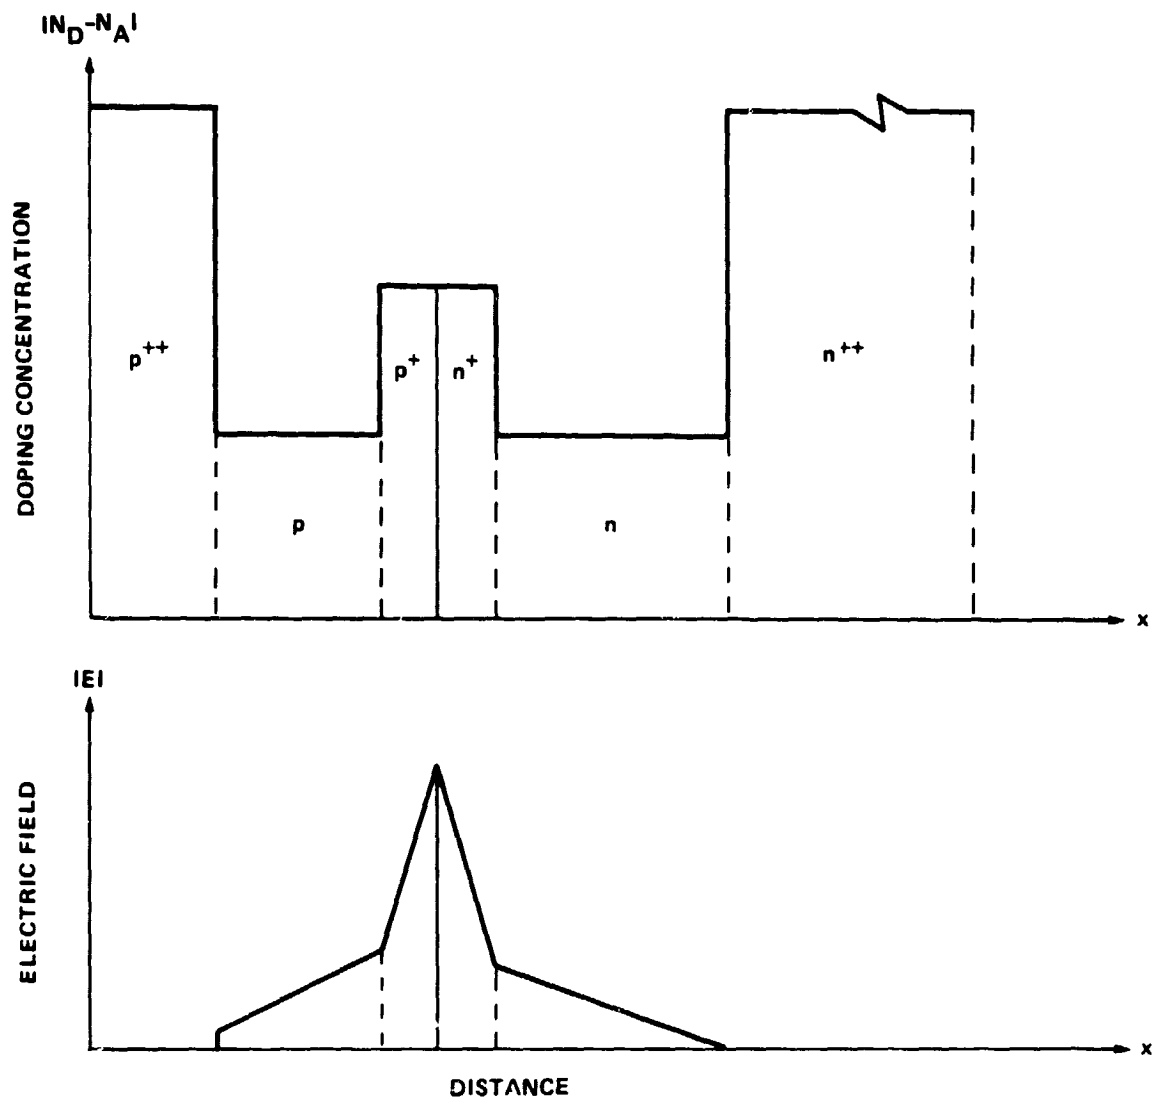 |N_D-N_A|
DOPING CONCENTRATION
p++
p+
n+
n++
p
n
x
|E|
ELECTRIC FIELD
x
DISTANCE